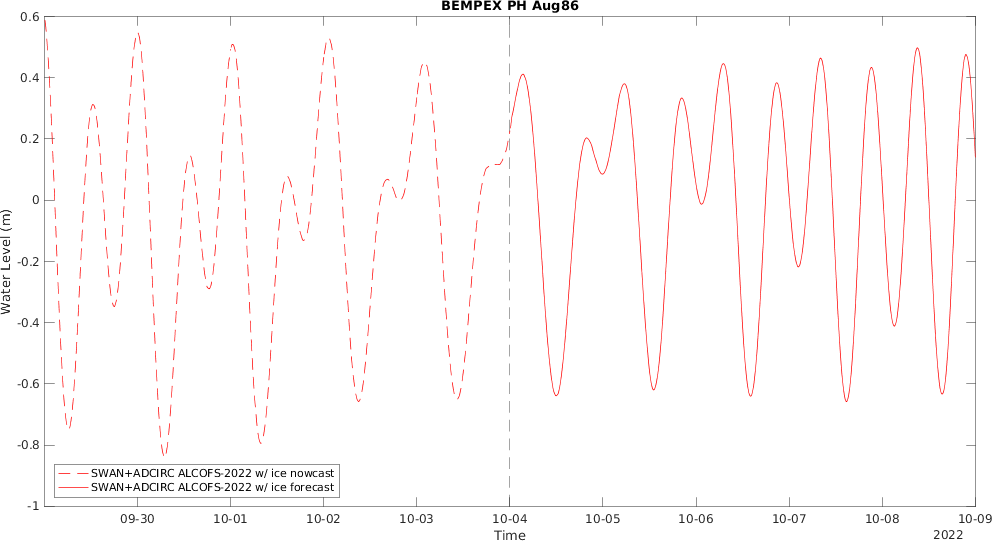 BEMPEX PH Aug86
0.6
0.4
0.2
0
-0.2
-0.4
-0.6
-0.8
-1
Water Level (m)
SWAN+ADCIRC ALCOFS-2022 w/ ice nowcast
SWAN+ADCIRC ALCOFS-2022 w/ ice forecast
09-30 10-01 10-02 10-03 10-04 10-05 10-06 10-07 10-08 10-09
Time
2022